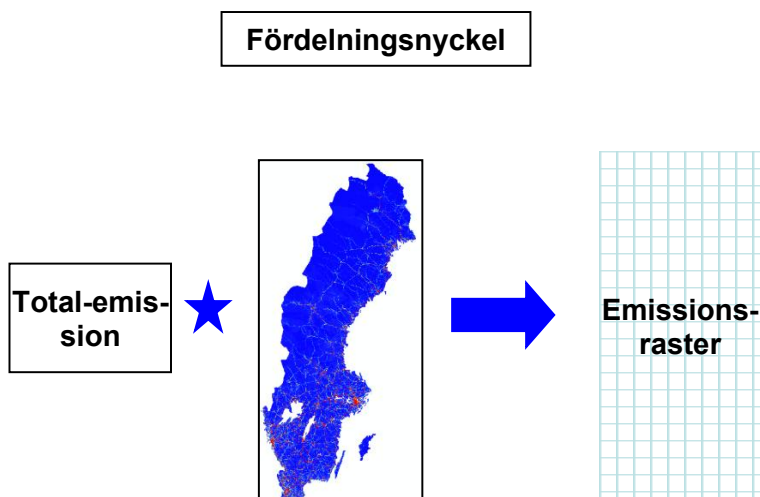 Fördelningsnyckel
Total-emis-
sion
Emissions-
raster